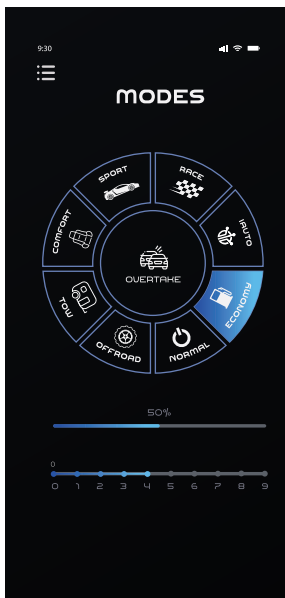 9:30
MODES
SPORT
RACE
COMFORT
iAUTO
OVERTAKE
TOW
ECONOMY
OFFROAD
NORMAL
50%
0
0 1 2 3 4 5 6 7 8 9